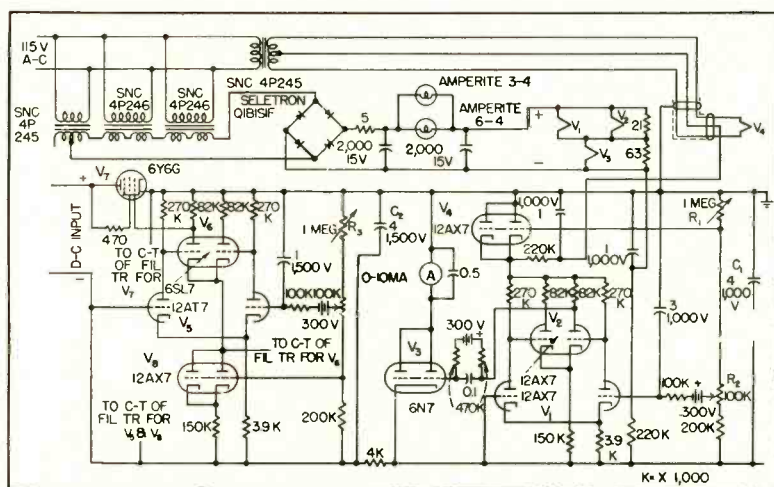 115 V
A-C
SNC
4P
245
SNC
4P246
SNC
4P246
SNC 4P245
SELETRON
QIBISIF
5
2,000
15V
AMPERITE 3-4
AMPERITE
6-4
2,000
15V
+
−
V1
V2
V3
21
63
V4
+
D-C INPUT
−
V7
6Y6G
470
TO C-T
OF FIL
TR FOR
V7
270
K
82K
82K
270
K
V6
6SL7
12AT7
V5
V8
12AX7
TO C-T OF
FIL TR FOR
V5 & V8
150K
3.9
K
1 MEG
R3
1
1,500V
100K
100K
300V
TO C-T OF
FIL TR FOR V6
200K
C2
4
1,500V
V4
12AX7
0-10MA
A
0.5
V3
6N7
300 V
+
0.1
470K
4K
1,000V
1
220K
1
1,000V
270
K
82K
82K
270
K
V2
12AX7
12AX7
V1
150K
3.9
K
220K
3
1,000V
1 MEG
R1
C1
4
1,000
V
100K
+
300V
R2
100K
200K
K= X 1,000